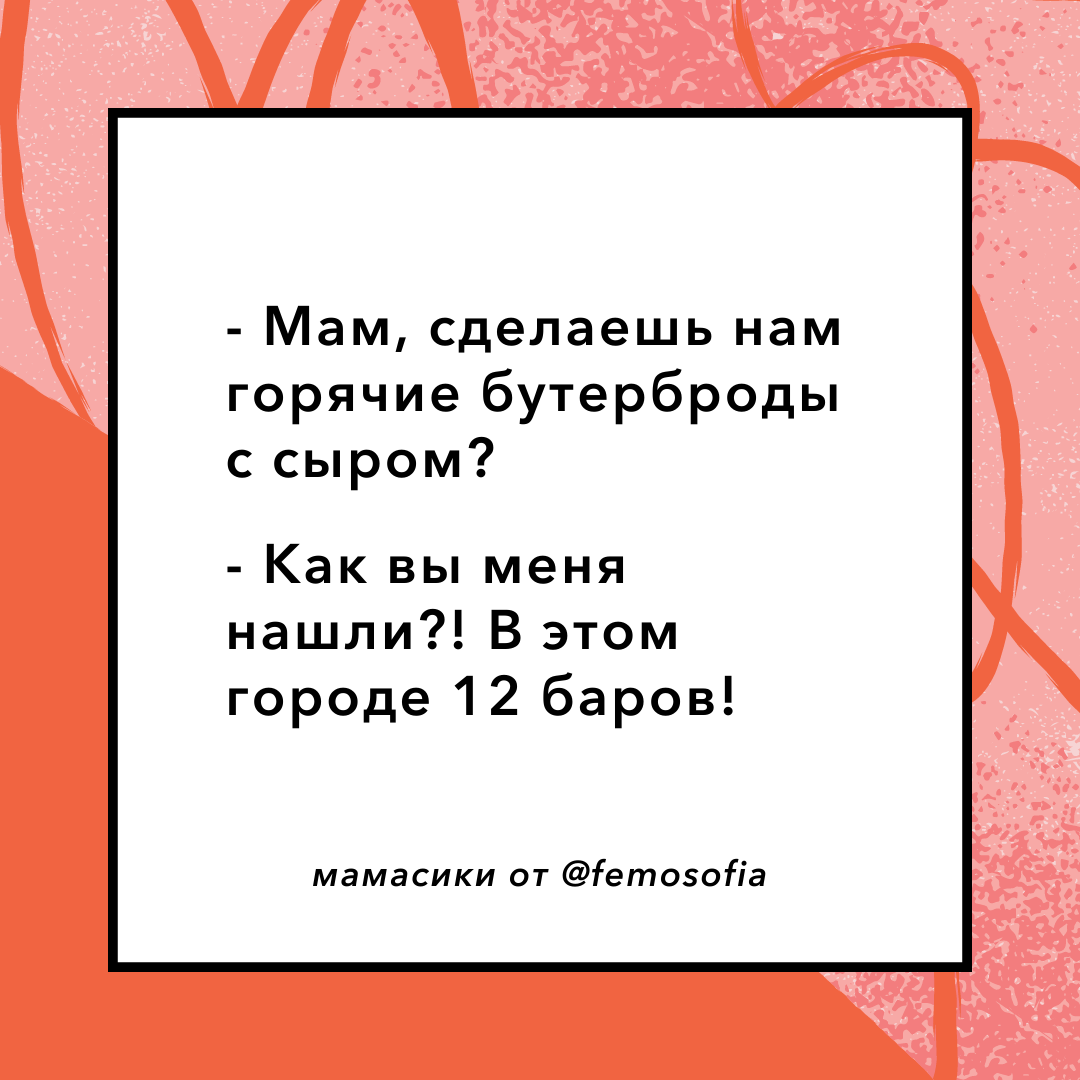 - Мам, сделаешь нам
горячие бутерброды
с сыром?
- Как вы меня
нашли?! В этом
городе 12 баров!
мамасики от @femosofia